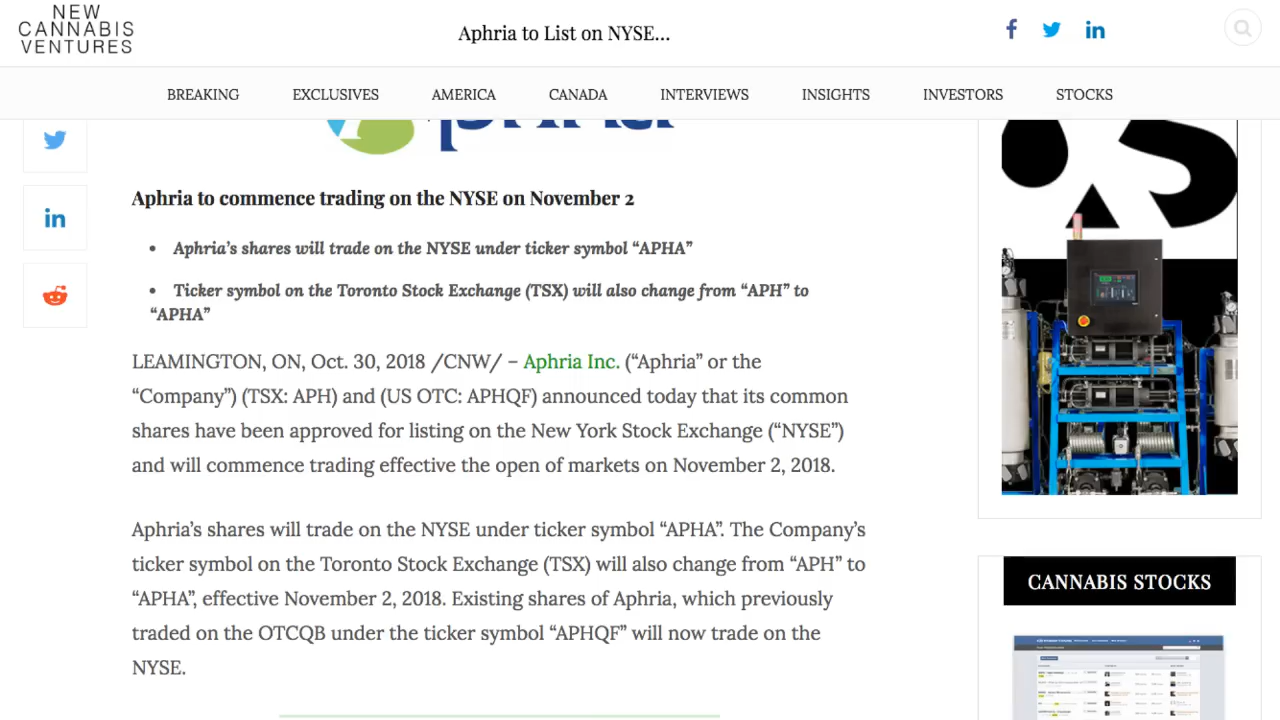 NEW
CANNABIS
VENTURES
Aphria to List on NYSE...
BREAKING EXCLUSIVES AMERICA CANADA INTERVIEWS INSIGHTS INVESTORS STOCKS
Aphria to commence trading on the NYSE on November 2
• Aphria’s shares will trade on the NYSE under ticker symbol “APHA”
• Ticker symbol on the Toronto Stock Exchange (TSX) will also change from “APH” to
“APHA”
LEAMINGTON, ON, Oct. 30, 2018 /CNW/ – Aphria Inc. (“Aphria” or the
“Company”) (TSX: APH) and (US OTC: APHQF) announced today that its common
shares have been approved for listing on the New York Stock Exchange (“NYSE”)
and will commence trading effective the open of markets on November 2, 2018.
Aphria’s shares will trade on the NYSE under ticker symbol “APHA”. The Company’s
ticker symbol on the Toronto Stock Exchange (TSX) will also change from “APH” to
“APHA”, effective November 2, 2018. Existing shares of Aphria, which previously
traded on the OTCQB under the ticker symbol “APHQF” will now trade on the
NYSE.
CANNABIS STOCKS